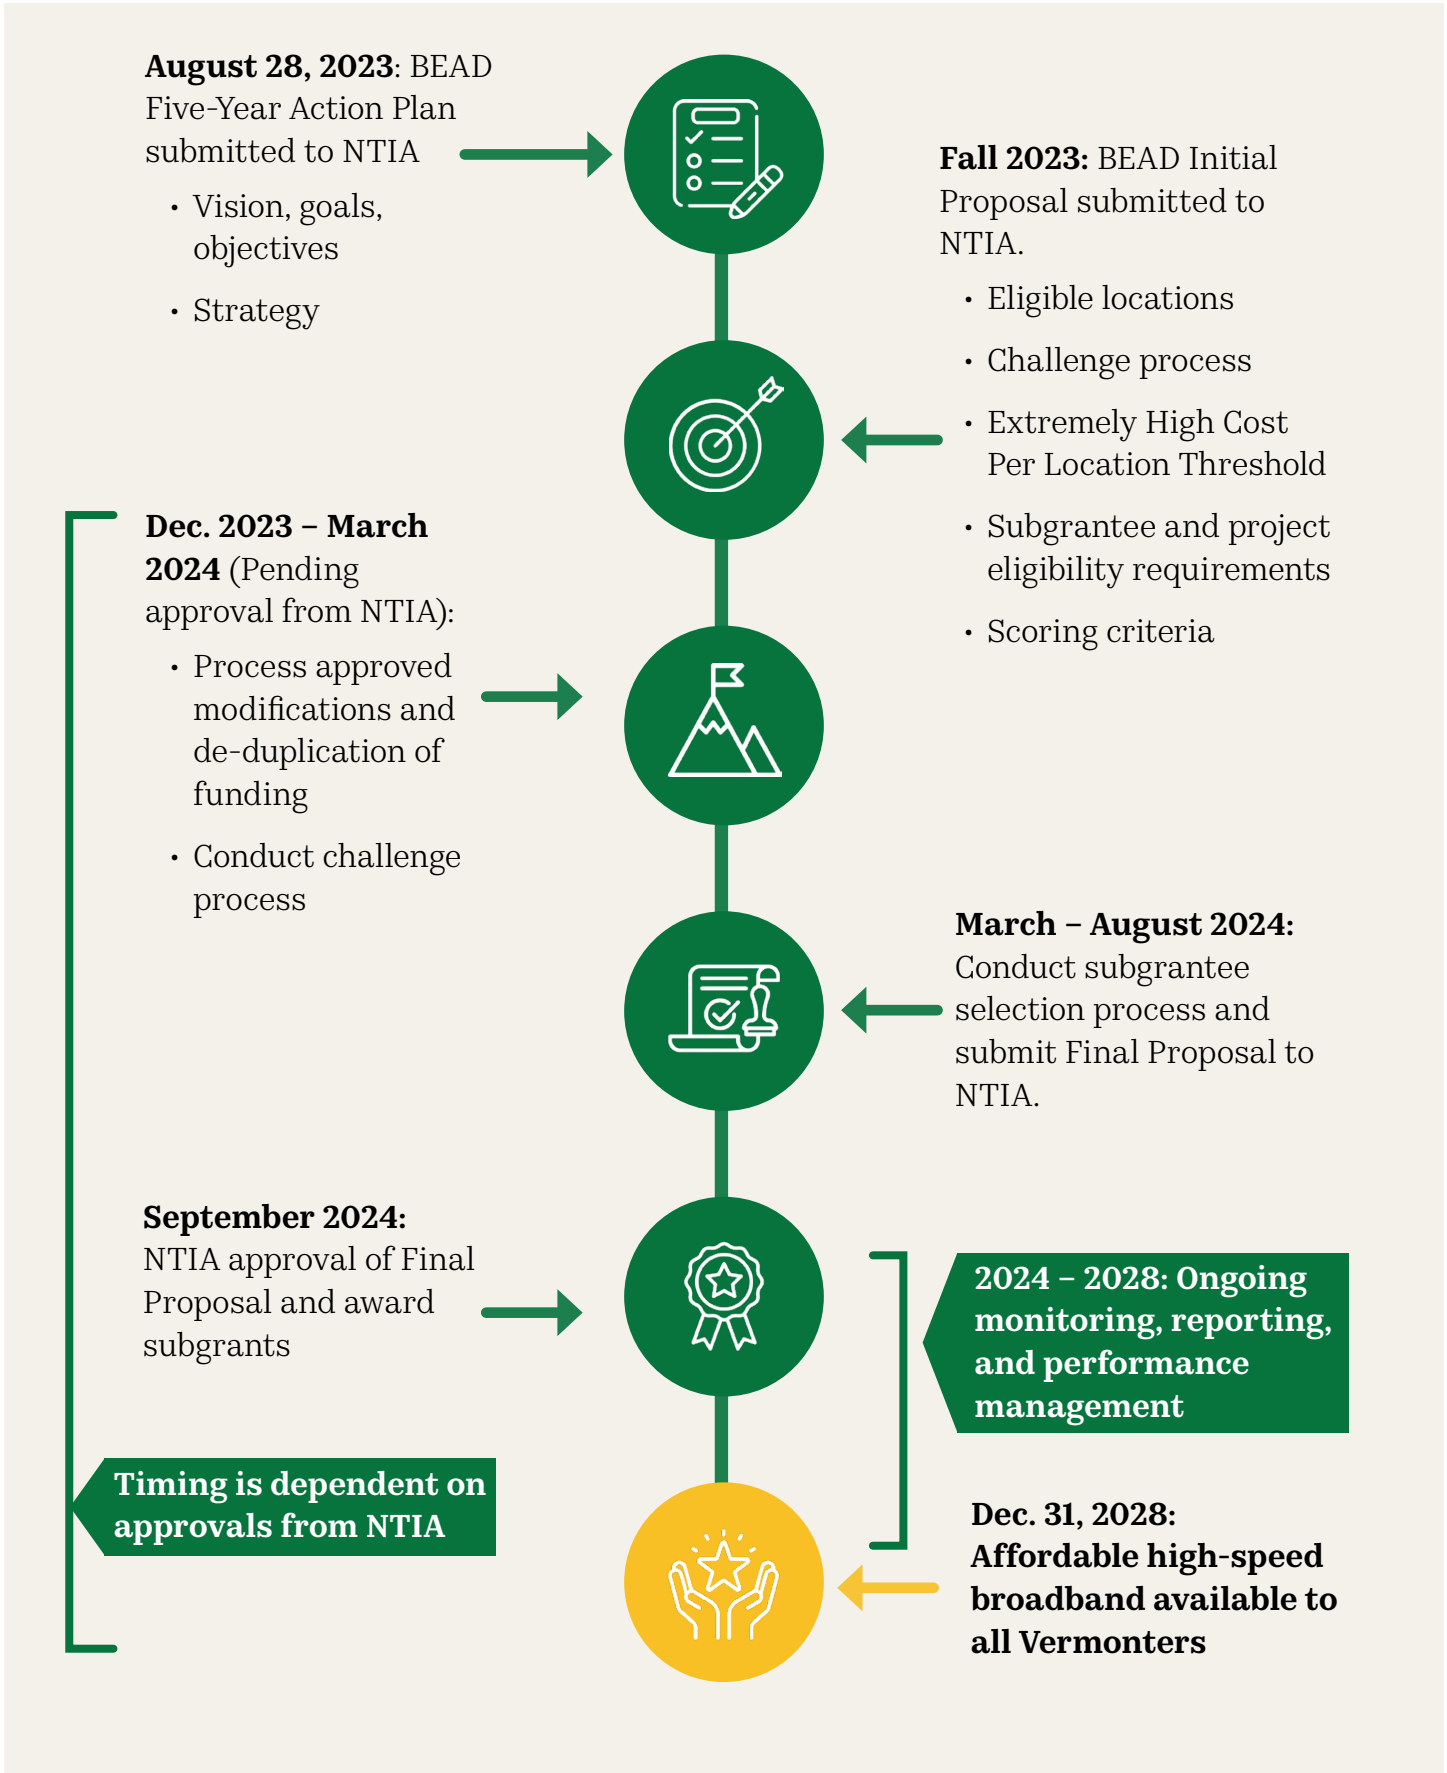 August 28, 2023: BEAD
Five-Year Action Plan
submitted to NTIA
• Vision, goals,
objectives
• Strategy
Fall 2023: BEAD Initial
Proposal submitted to
NTIA.
• Eligible locations
• Challenge process
• Extremely High Cost
Per Location Threshold
• Subgrantee and project
eligibility requirements
• Scoring criteria
Dec. 2023 – March
2024 (Pending
approval from NTIA):
• Process approved
modifications and
de-duplication of
funding
• Conduct challenge
process
March – August 2024:
Conduct subgrantee
selection process and
submit Final Proposal to
NTIA.
September 2024:
NTIA approval of Final
Proposal and award
subgrants
2024 – 2028: Ongoing
monitoring, reporting,
and performance
management
Timing is dependent on
approvals from NTIA
Dec. 31, 2028:
Affordable high-speed
broadband available to
all Vermonters